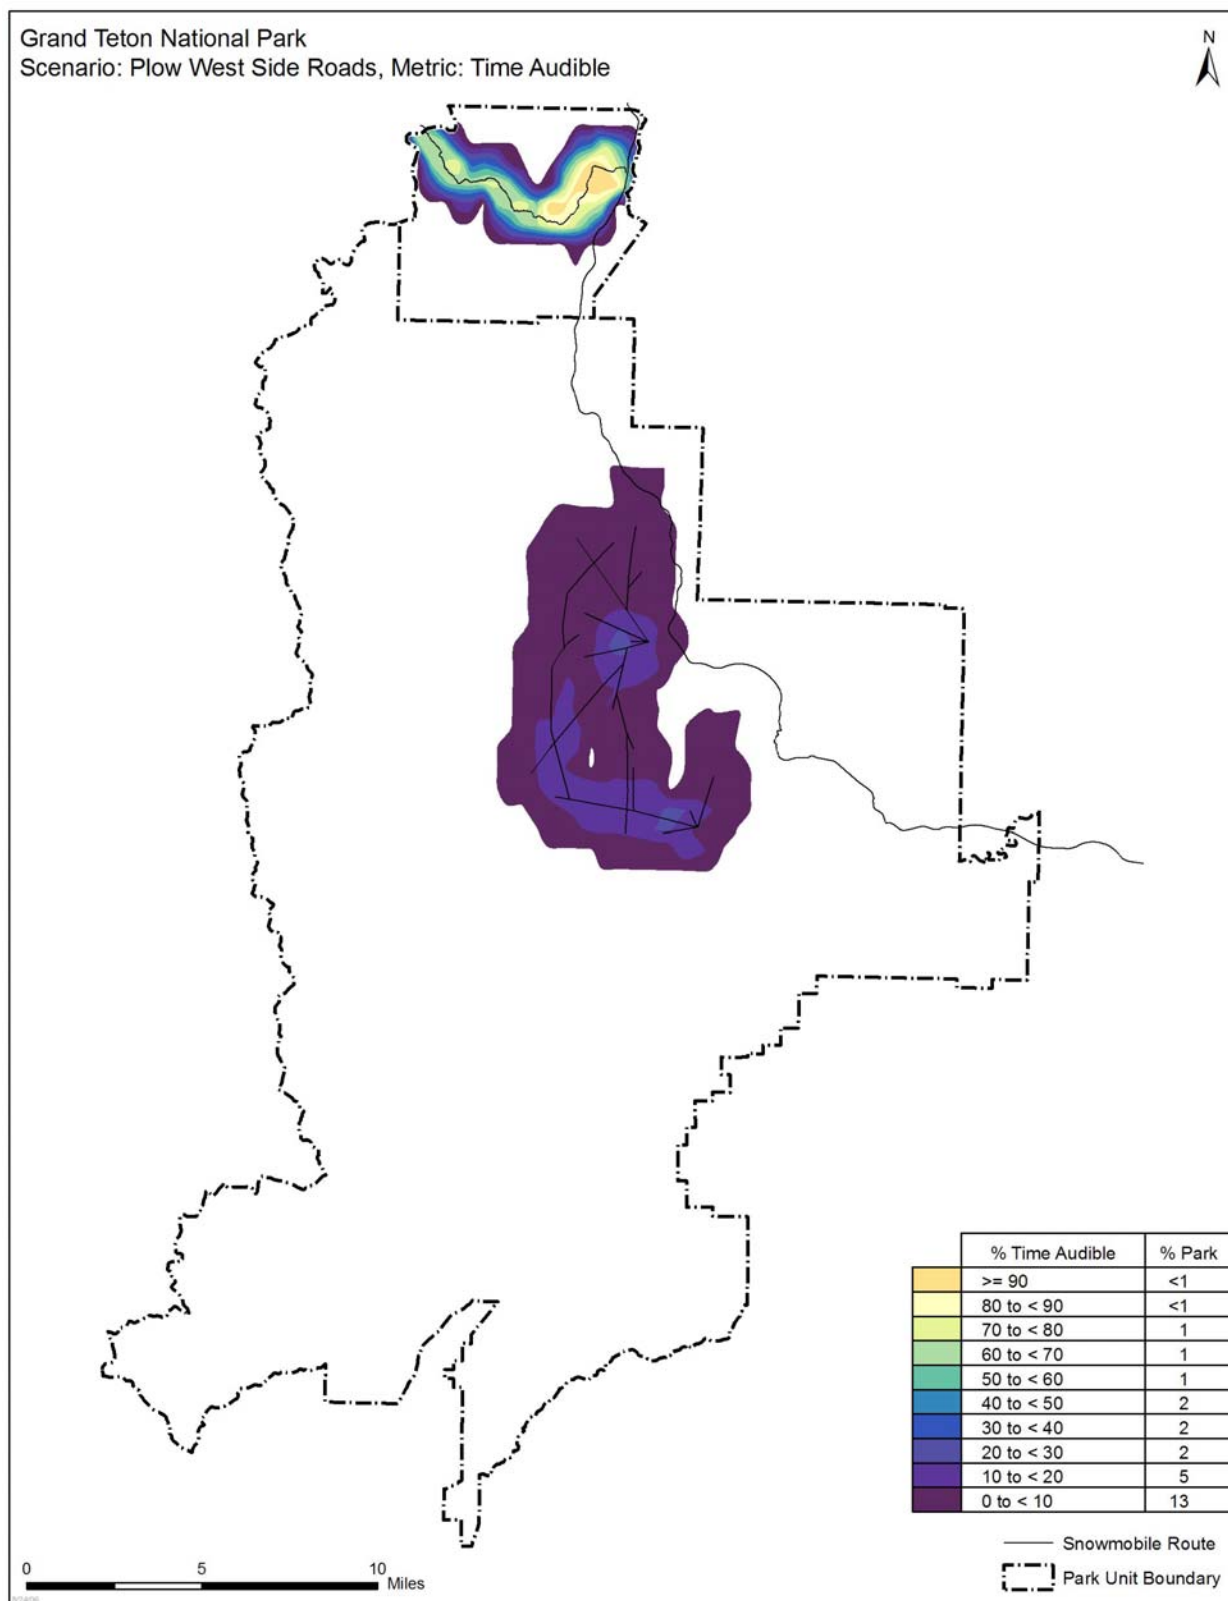 Grand Teton National Park
Scenario: Plow West Side Roads, Metric: Time Audible
N
% Time Audible % Park
>= 90 <1
80 to < 90 <1
70 to < 80 1
60 to < 70 1
50 to < 60 1
40 to < 50 2
30 to < 40 2
20 to < 30 2
10 to < 20 5
0 to < 10 13
Snowmobile Route
Park Unit Boundary
0 5 10
Miles